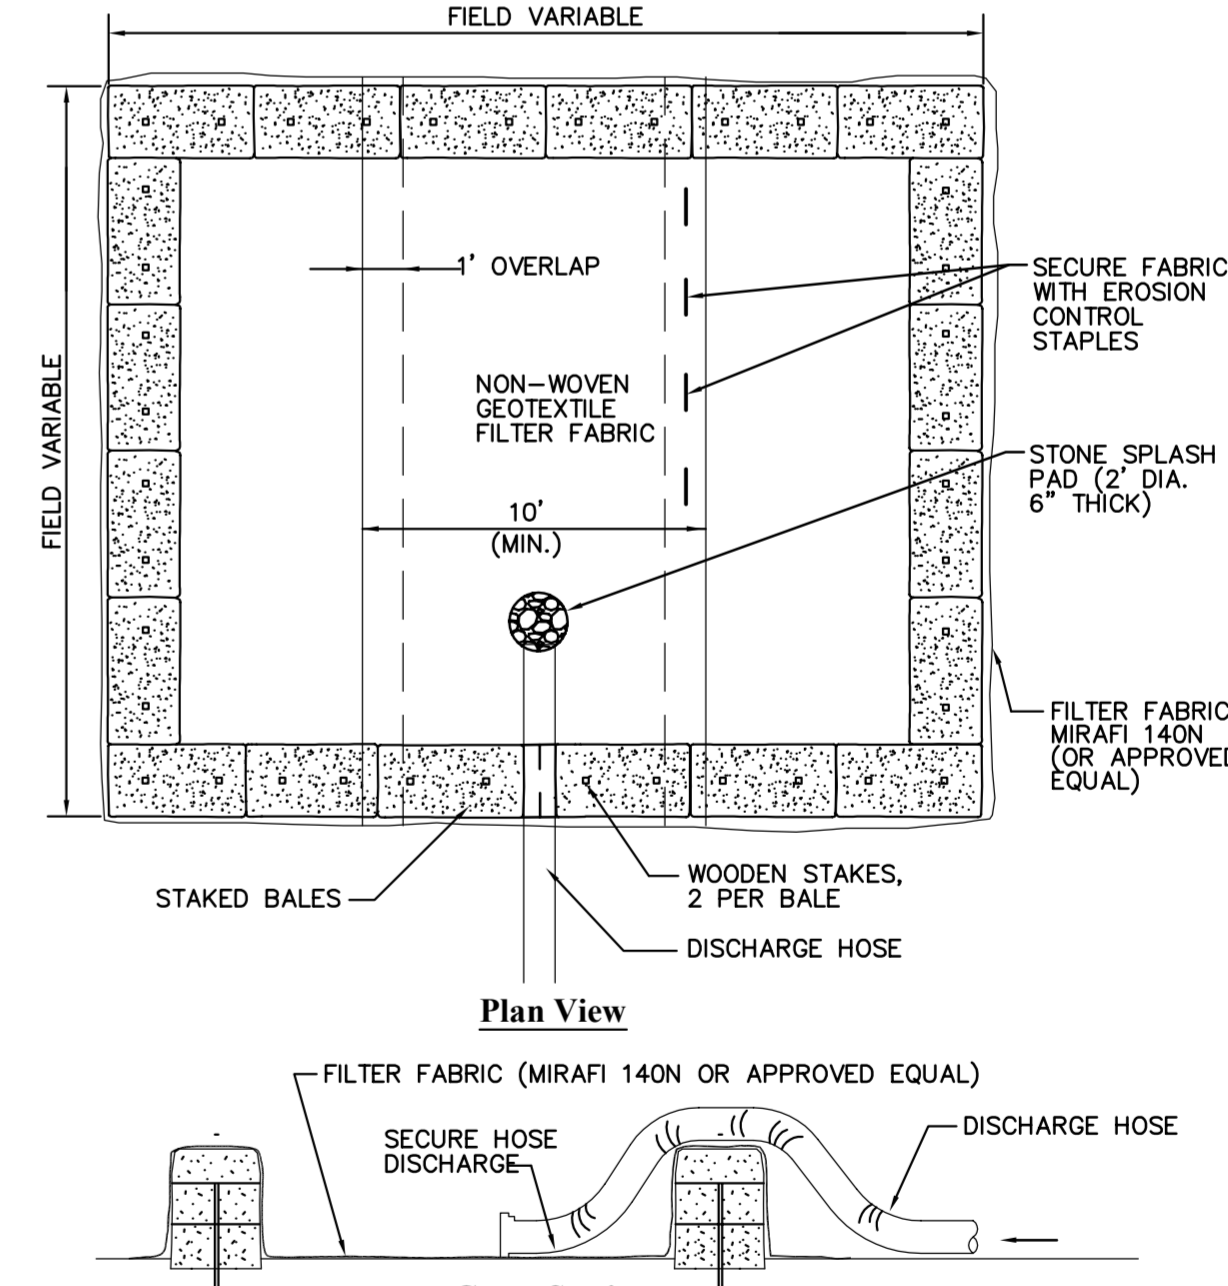 FIELD VARIABLE
FIELD VARIABLE
1' OVERLAP
SECURE FABRIC
WITH EROSION
CONTROL
STAPLES
NON-WOVEN
GEOTEXTILE
FILTER FABRIC
STONE SPLASH
PAD (2' DIA.
6" THICK)
10'
(MIN.)
FILTER FABRIC
MIRAFI 140N
(OR APPROVED
EQUAL)
STAKED BALES
WOODEN STAKES,
2 PER BALE
DISCHARGE HOSE
Plan View
FILTER FABRIC (MIRAFI 140N OR APPROVED EQUAL)
SECURE HOSE
DISCHARGE
DISCHARGE HOSE